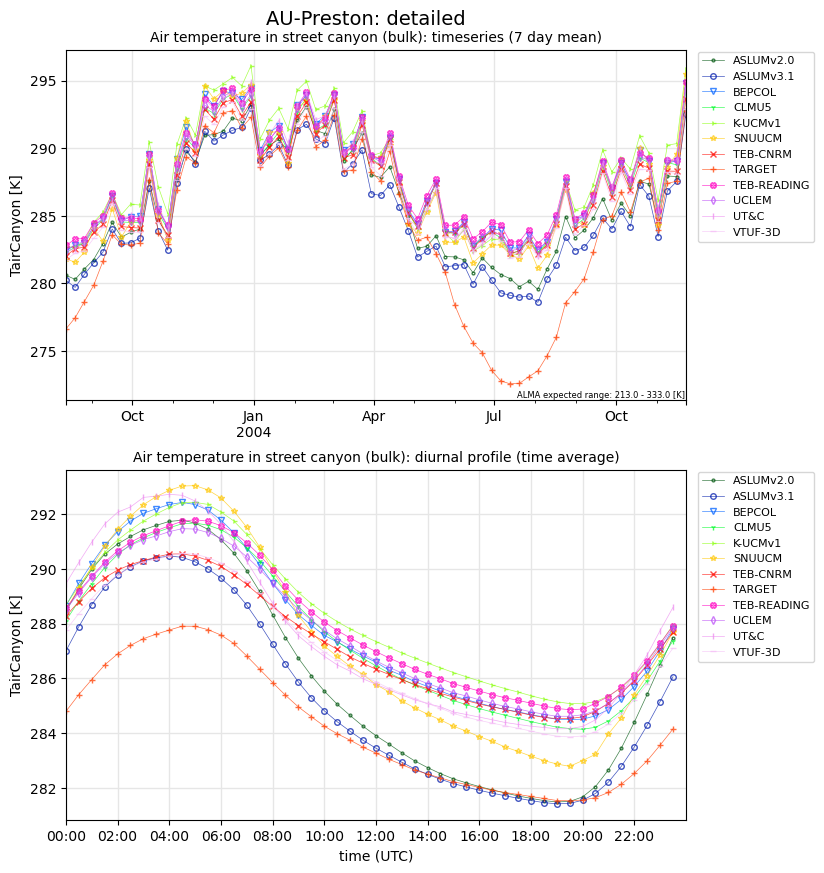 AU-Preston: detailed
Air temperature in street canyon (bulk): timeseries (7 day mean)
TairCanyon [K]
295
290
285
280
275
Oct
Jan
2004
Apr
Jul
Oct
ALMA expected range: 213.0 - 333.0 [K]
ASLUMv2.0
ASLUMv3.1
BEPCOL
CLMU5
K-UCMv1
SNUUCM
TEB-CNRM
TARGET
TEB-READING
UCLEM
UT&C
VTUF-3D
Air temperature in street canyon (bulk): diurnal profile (time average)
TairCanyon [K]
292
290
288
286
284
282
00:00
02:00
04:00
06:00
08:00
10:00
12:00
14:00
16:00
18:00
20:00
22:00
time (UTC)
ASLUMv2.0
ASLUMv3.1
BEPCOL
CLMU5
K-UCMv1
SNUUCM
TEB-CNRM
TARGET
TEB-READING
UCLEM
UT&C
VTUF-3D